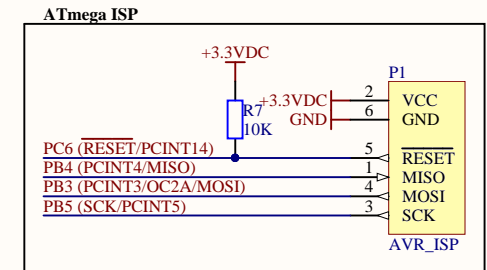 ATmega ISP
+3.3VDC
P1
R7
10K
+3.3VDC
2
VCC
GND
6
GND
PC6 (RESET/PCINT14)
5
RESET
PB4 (PCINT4/MISO)
1
MISO
PB3 (PCINT3/OC2A/MOSI)
4
MOSI
PB5 (SCK/PCINT5)
3
SCK
AVR_ISP